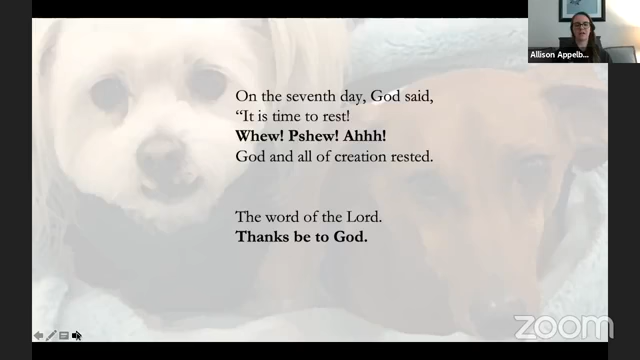 Allison Appelb...
On the seventh day, God said,
“It is time to rest!
Whew! Pshew! Ahhh!
God and all of creation rested.
The word of the Lord.
Thanks be to God.
zoom